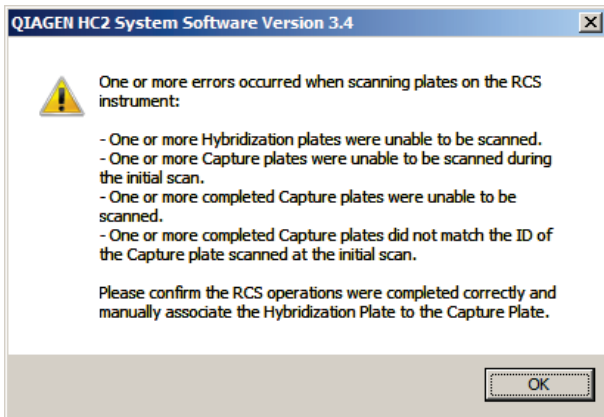 QIAGEN HC2 System Software Version 3.4
One or more errors occurred when scanning plates on the RCS
instrument:
- One or more Hybridization plates were unable to be scanned.
- One or more Capture plates were unable to be scanned during
the initial scan.
- One or more completed Capture plates were unable to be
scanned.
- One or more completed Capture plates did not match the ID of
the Capture plate scanned at the initial scan.
Please confirm the RCS operations were completed correctly and
manually associate the Hybridization Plate to the Capture Plate.
OK